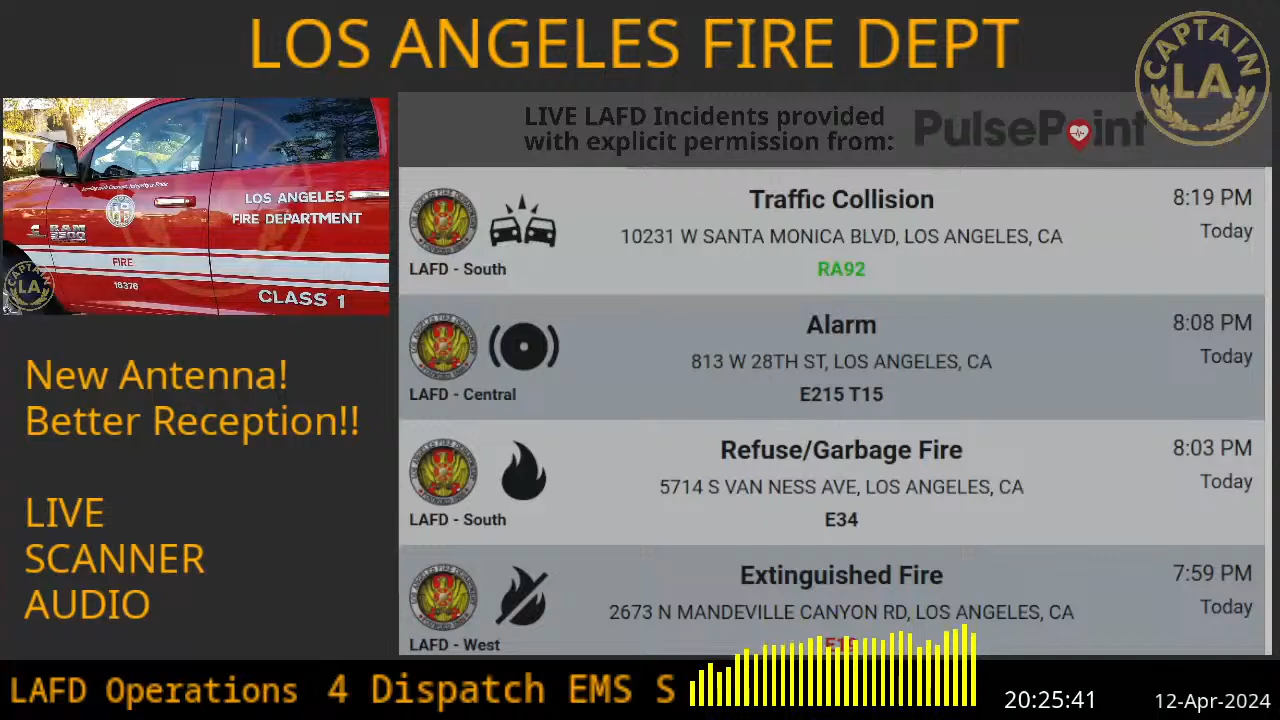 LOS ANGELES FIRE DEPT
CAPTAIN
LA
LIVE LAFD Incidents provided
with explicit permission from:
PulsePoint
LOS ANGELES
FIRE DEPARTMENT
RAM
FIRE
16376
CLASS 1
LA
Traffic Collision
8:19 PM
10231 W SANTA MONICA BLVD, LOS ANGELES, CA
Today
LAFD - South
RA92
Alarm
8:08 PM
813 W 28TH ST, LOS ANGELES, CA
Today
LAFD - Central
E215 T15
Refuse/Garbage Fire
8:03 PM
5714 S VAN NESS AVE, LOS ANGELES, CA
Today
LAFD - South
E34
Extinguished Fire
7:59 PM
2673 N MANDEVILLE CANYON RD, LOS ANGELES, CA
Today
LAFD - West
New Antenna!
Better Reception!!
LIVE
SCANNER
AUDIO
LAFD Operations 4 Dispatch EMS S
20:25:41
12-Apr-2024